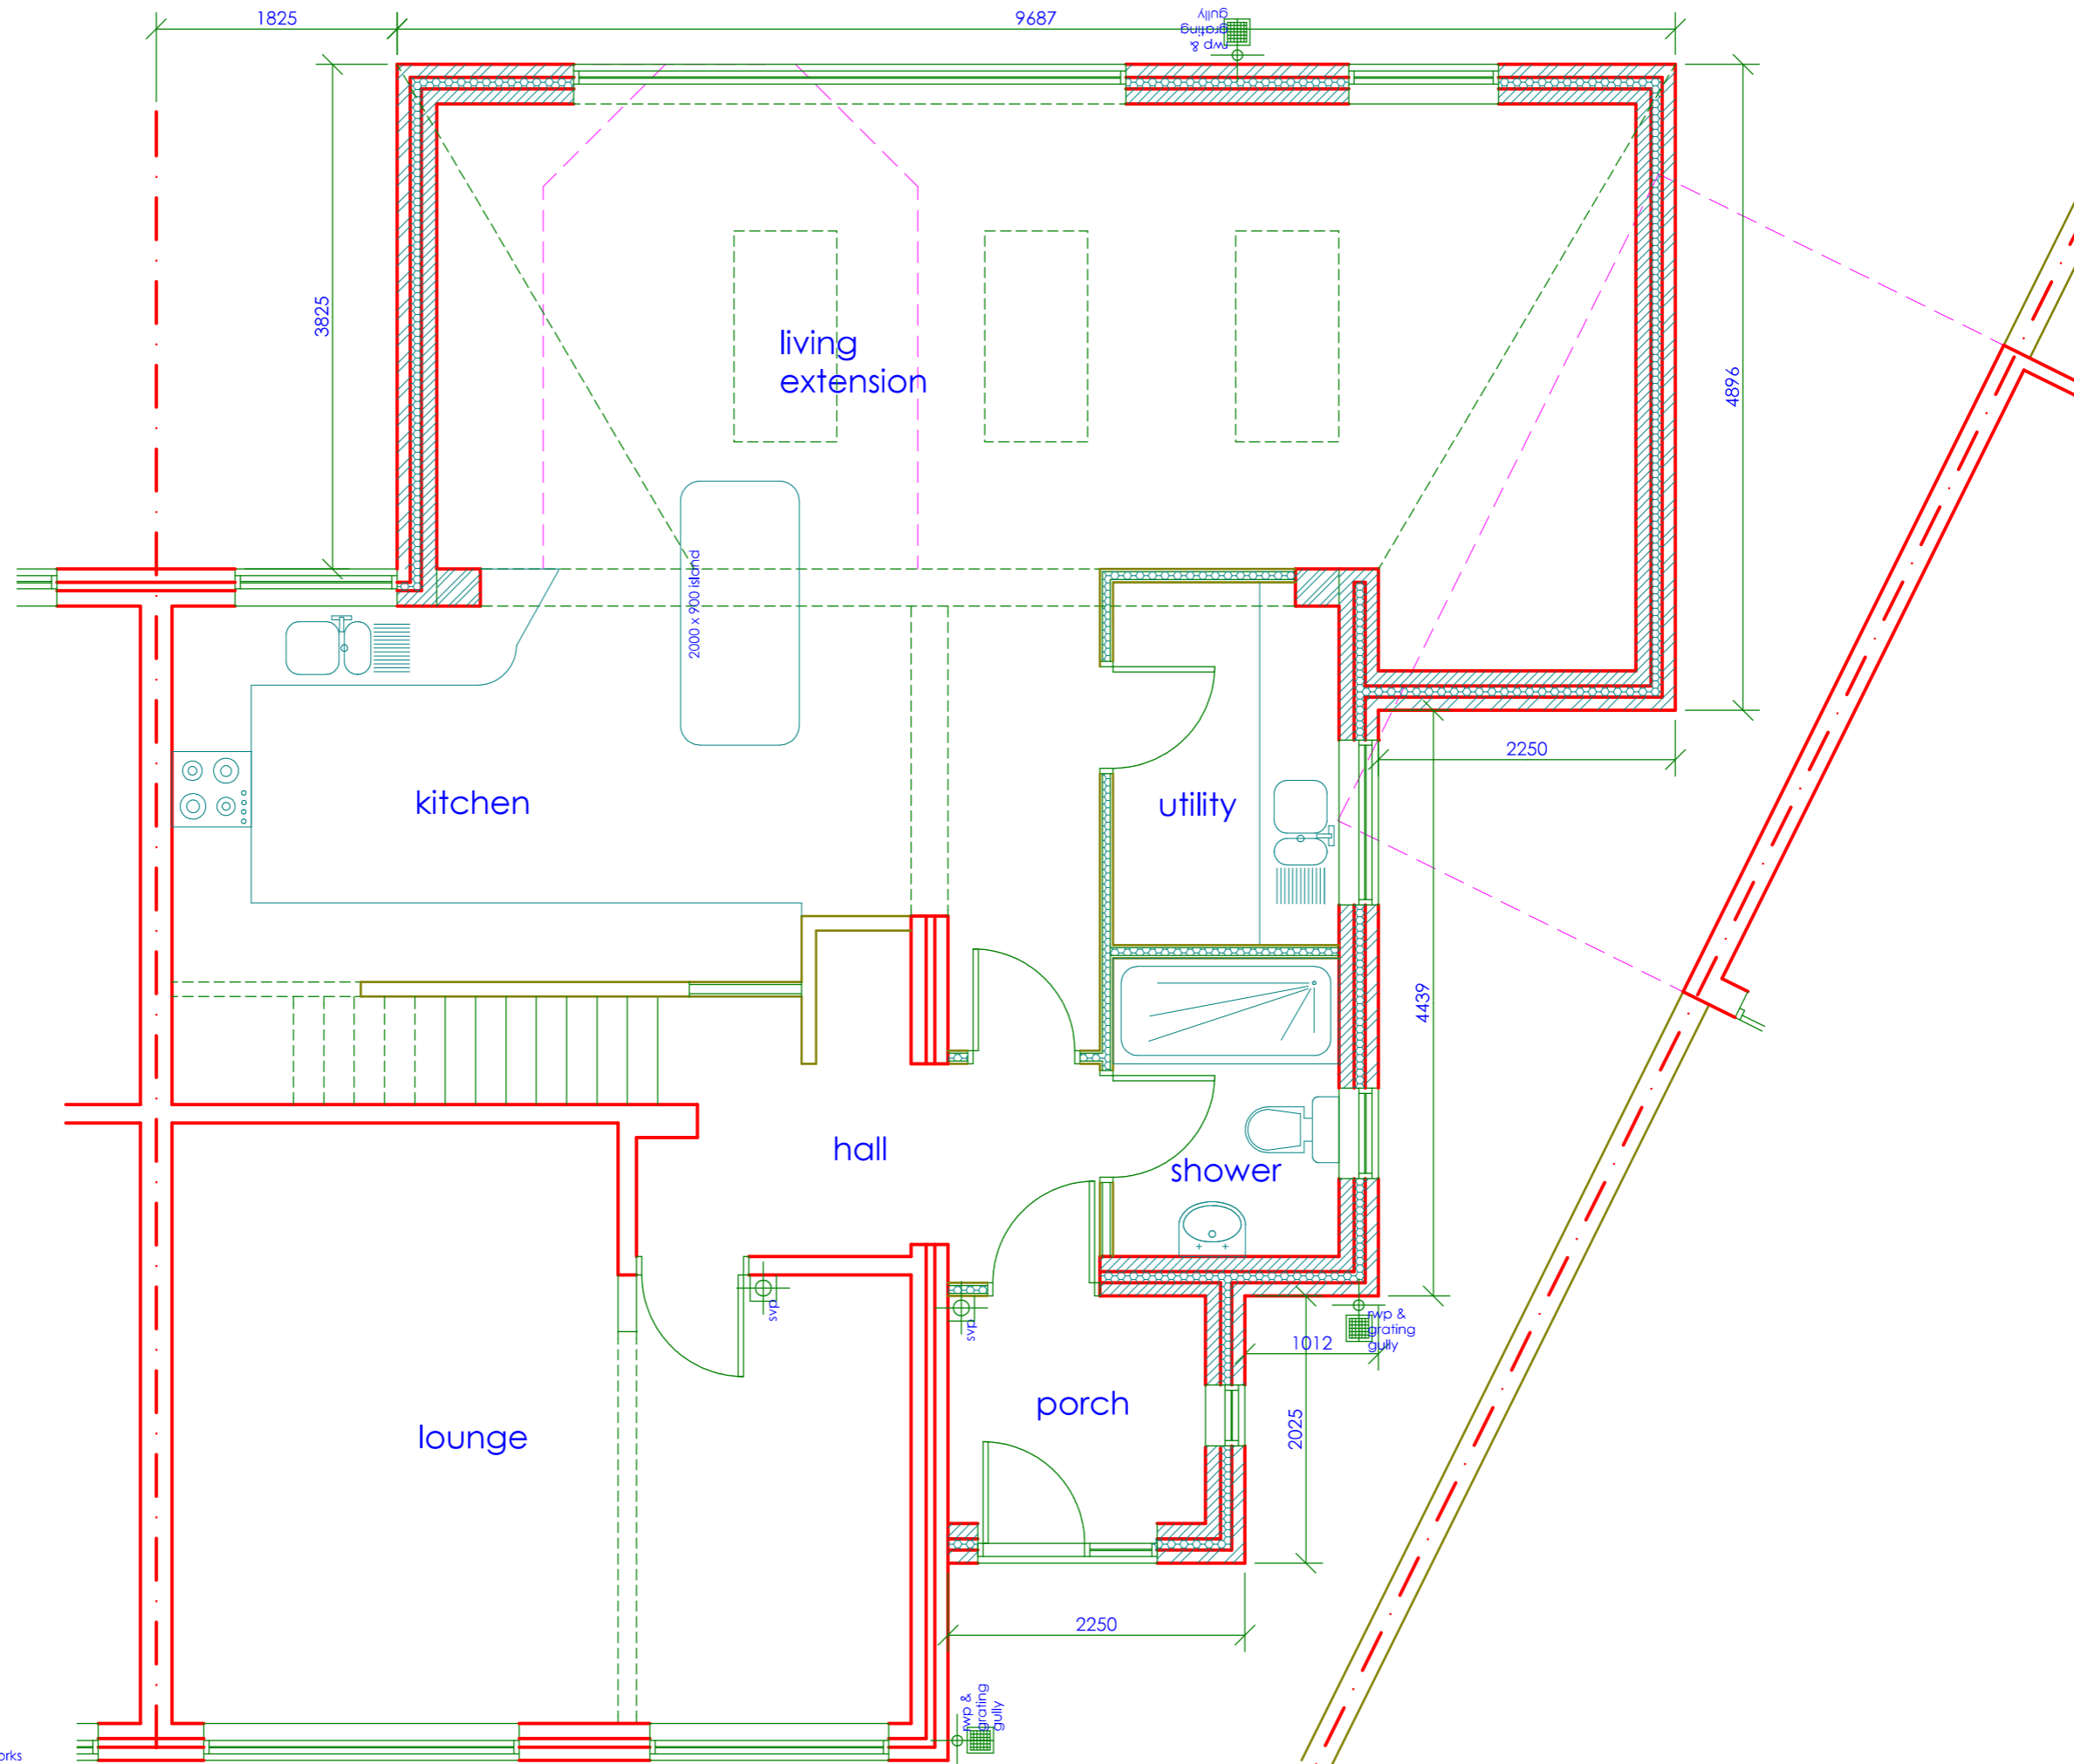 1825
9687
rwp &
grating
gully
3825
living
extension
4896
2000 x 900 island
2250
kitchen
utility
4439
hall
shower
svp
svp
rwp &
grating
gully
1012
porch
2025
lounge
2250
rwp &
grating
gully